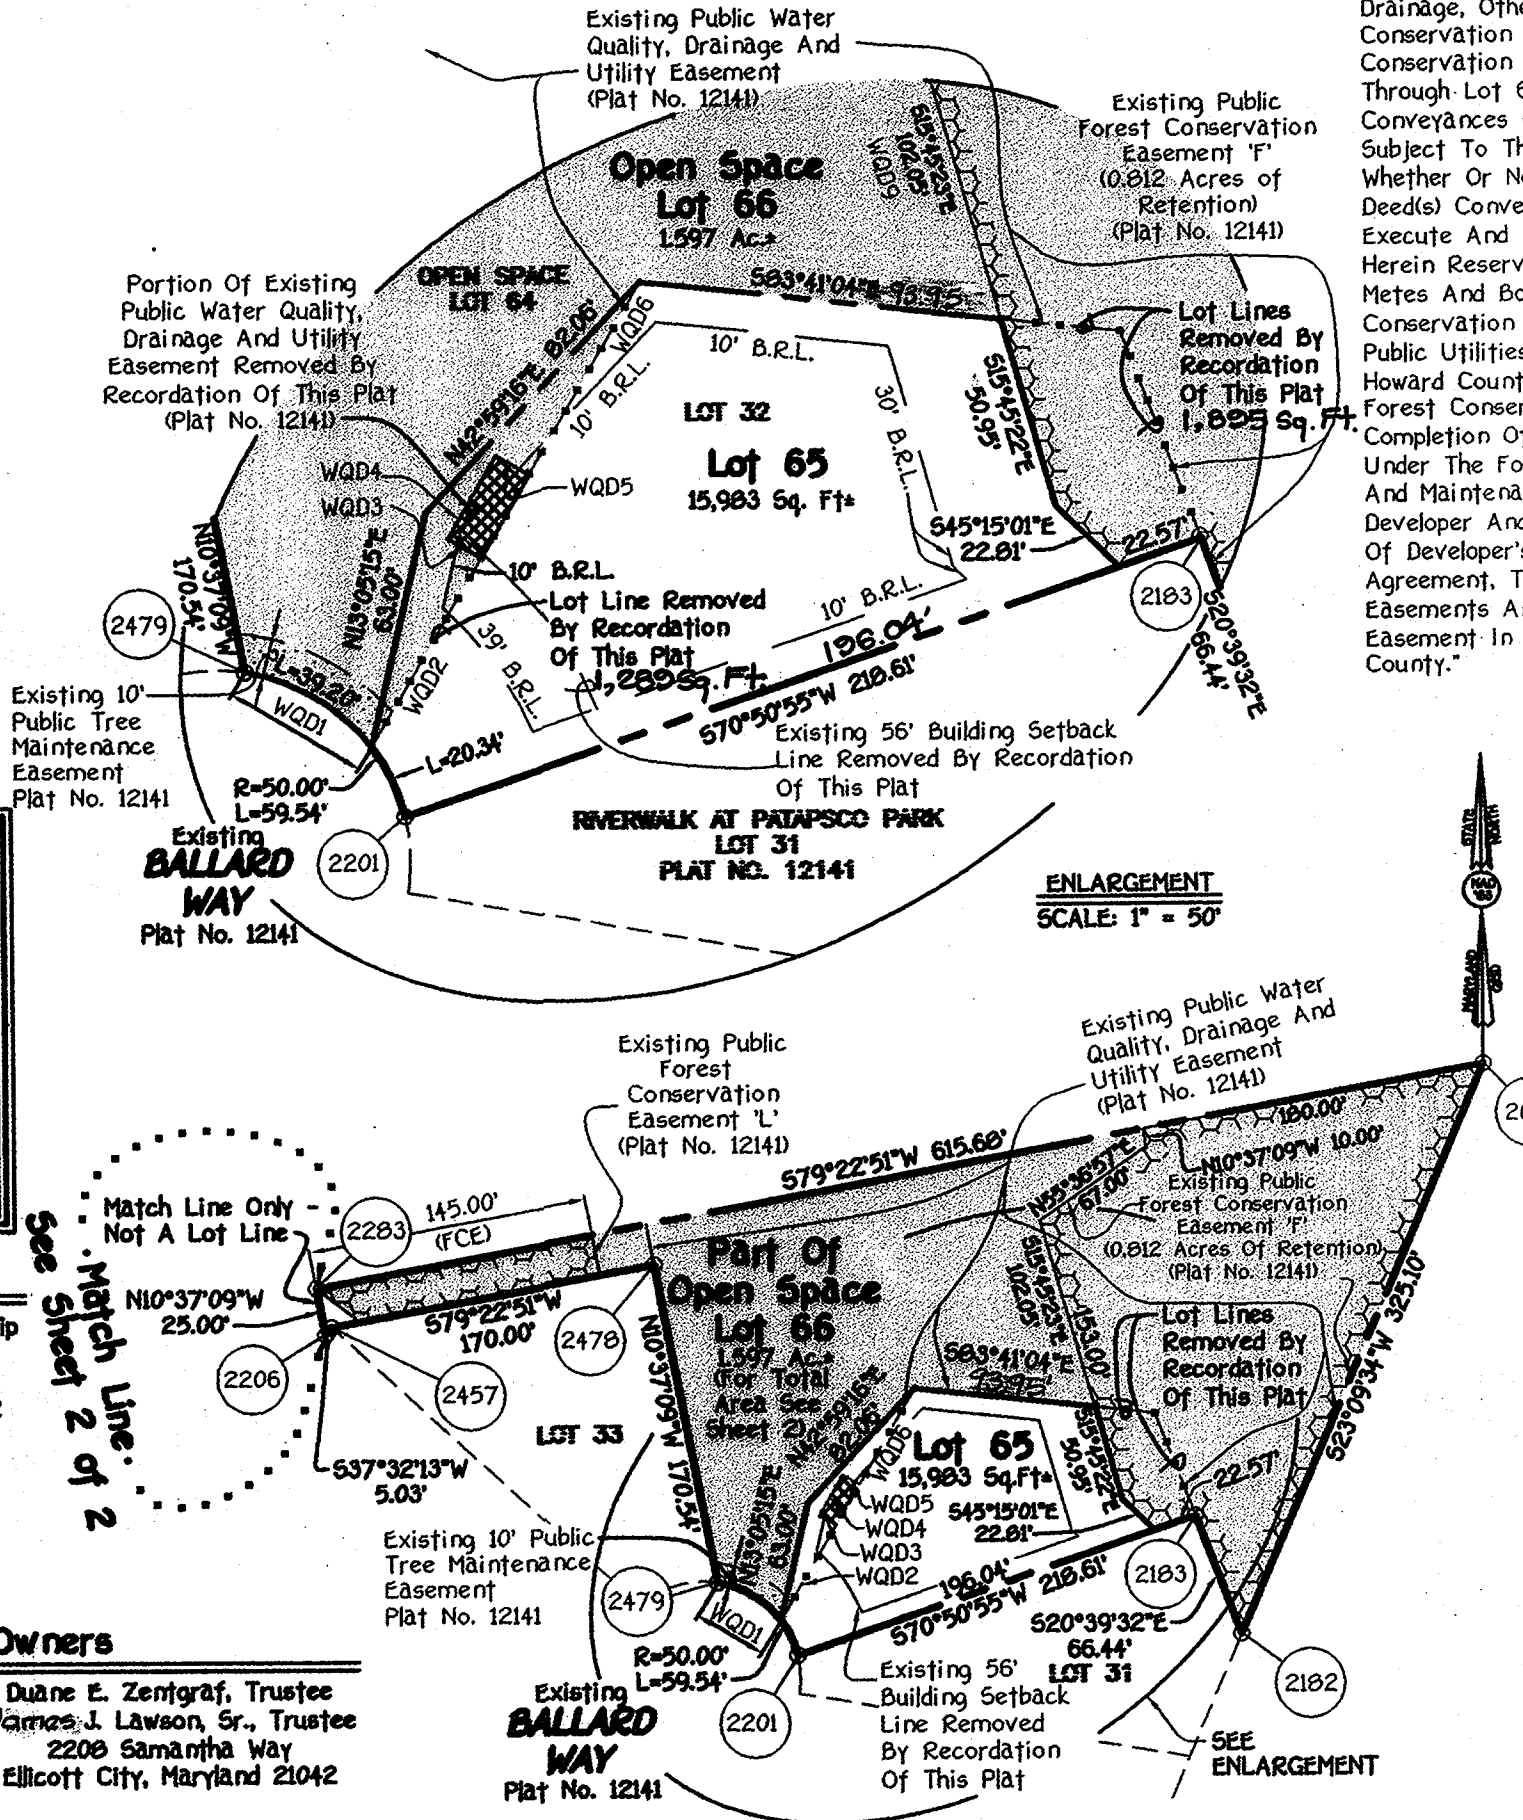 Existing Public Water
Quality, Drainage And
Utility Easement
(Plat No. 12141)
Existing Public
Forest Conservation
Easement 'F'
(0.812 Acres of
Retention)
(Plat No. 12141)
S15°45'23"E
102.05'
WQD9
Open Space
Lot 66
1.597 Ac.±
OPEN SPACE
LOT 64
S83°41'04"E 93.95'
Portion Of Existing
Public Water Quality,
Drainage And Utility
Easement Removed By
Recordation Of This Plat
(Plat No. 12141)
N42°59'16"E 82.06'
WQD6
10' B.R.L.
10' B.R.L.
30' B.R.L.
LOT 32
Lot 65
15,983 Sq. Ft±
S15°45'22"E
50.95'
Lot Lines
Removed By
Recordation
Of This Plat
1,895 Sq. Ft.
WQD4
WQD3
WQD5
S45°15'01"E
22.81'
22.57'
2183
S20°39'32"E
66.44'
N10°37'09"W
170.54'
N13°05'15"E
63.00'
10' B.R.L.
Lot Line Removed
By Recordation
Of This Plat
1,289 Sq. Ft.
10' B.R.L.
196.04'
S70°50'55"W 218.61'
39' B.R.L.
WQD2
2479
L=39.20'
WQD1
Existing 10'
Public Tree
Maintenance
Easement
Plat No. 12141
L=20.34'
R=50.00'
L=59.54'
Existing 56' Building Setback
Line Removed By Recordation
Of This Plat
Existing
BALLARD
WAY
Plat No. 12141
2201
RIVERWALK AT PATAPSCO PARK
LOT 31
PLAT NO. 12141
ENLARGEMENT
SCALE: 1" = 50'
Drainage,
Conservation
Conservation
Through Lot
Conveyances
Subject To
Whether Or
Deed(s)
Execute And
Herein
Metes And
Conservation
Public Utilities
Howard
Forest
Completion
Under The
And
Developer
Of Developer's
Agreement,
Easements
Easement In
County."
STATE
NORTH
NAD
'83
MARYLAND
GRID
Existing Public
Forest
Conservation
Easement 'L'
(Plat No. 12141)
Existing Public Water
Quality, Drainage And
Utility Easement
(Plat No. 12141)
180.00'
N10°37'09"W 10.00'
S79°22'51"W 615.68'
N55°36'57"E
67.00'
Existing Public
Forest Conservation
Easement 'F'
(0.812 Acres Of Retention)
(Plat No. 12141)
Match Line Only
Not A Lot Line
2283
145.00'
(FCE)
See Sheet 2 of 2
Match Line
N10°37'09"W
25.00'
S79°22'51"W
170.00'
2478
2206
2457
S37°32'13"W
5.03'
LOT 33
N10°37'09"W 170.54'
Part Of
Open Space
Lot 66
1.597 Ac.±
(For Total
Area See
Sheet 2)
S15°45'23"E
102.05'
153.00'
S83°41'04"E
93.95'
Lot Lines
Removed By
Recordation
Of This Plat
S23°09'34"W 325.10'
N42°59'16"E
82.06'
WQD6
Lot 65
15,983 Sq.Ft±
S15°45'22"E
50.95'
22.57'
WQD5
WQD4
WQD3
WQD2
S45°15'01"E
22.81'
N13°05'15"E
63.00'
Existing 10' Public
Tree Maintenance
Easement
Plat No. 12141
2479
WQD1
196.04'
S70°50'55"W 218.61'
2183
S20°39'32"E
66.44'
LOT 31
R=50.00'
L=59.54'
Existing
BALLARD
WAY
Plat No. 12141
2201
Existing 56'
Building Setback
Line Removed
By Recordation
Of This Plat
2182
SEE
ENLARGEMENT
Owners
Duane E. Zentgraf, Trustee
James J. Lawson, Sr., Trustee
2208 Samantha Way
Ellicott City, Maryland 21042